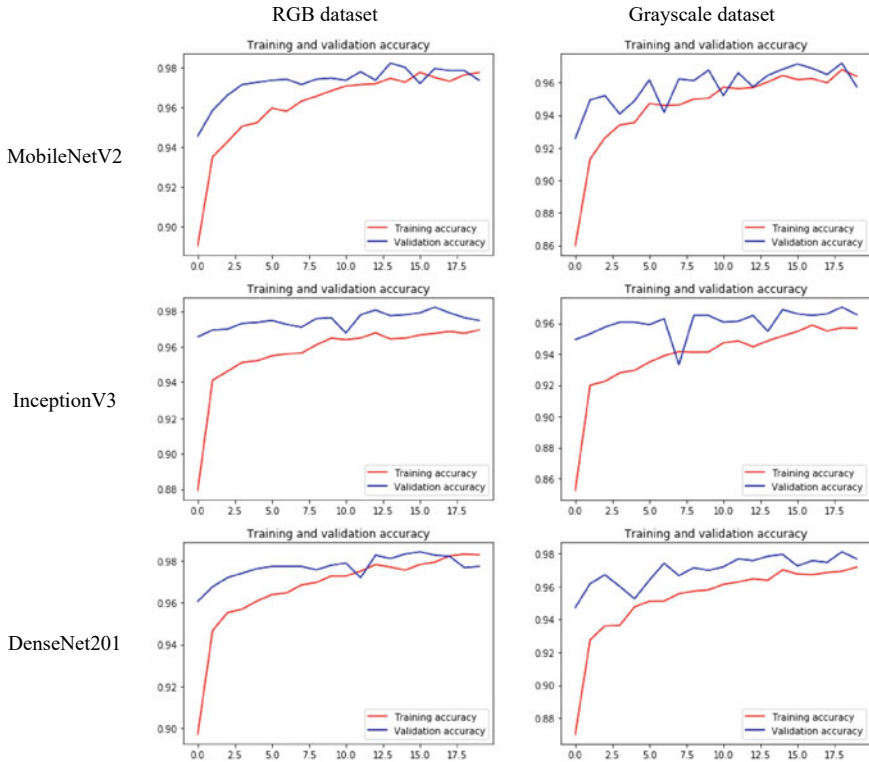 RGB dataset
Grayscale dataset
MobileNetV2
Training and validation accuracy
0.98
0.96
0.94
0.92
0.90
Training accuracy
Validation accuracy
0.0 2.5 5.0 7.5 10.0 12.5 15.0 17.5
Training and validation accuracy
0.96
0.94
0.92
0.90
0.88
0.86
Training accuracy
Validation accuracy
0.0 2.5 5.0 7.5 10.0 12.5 15.0 17.5
InceptionV3
Training and validation accuracy
0.98
0.96
0.94
0.92
0.90
0.88
Training accuracy
Validation accuracy
0.0 2.5 5.0 7.5 10.0 12.5 15.0 17.5
Training and validation accuracy
0.96
0.94
0.92
0.90
0.88
0.86
Training accuracy
Validation accuracy
0.0 2.5 5.0 7.5 10.0 12.5 15.0 17.5
DenseNet201
Training and validation accuracy
0.98
0.96
0.94
0.92
0.90
Training accuracy
Validation accuracy
0.0 2.5 5.0 7.5 10.0 12.5 15.0 17.5
Training and validation accuracy
0.98
0.96
0.94
0.92
0.90
0.88
Training accuracy
Validation accuracy
0.0 2.5 5.0 7.5 10.0 12.5 15.0 17.5